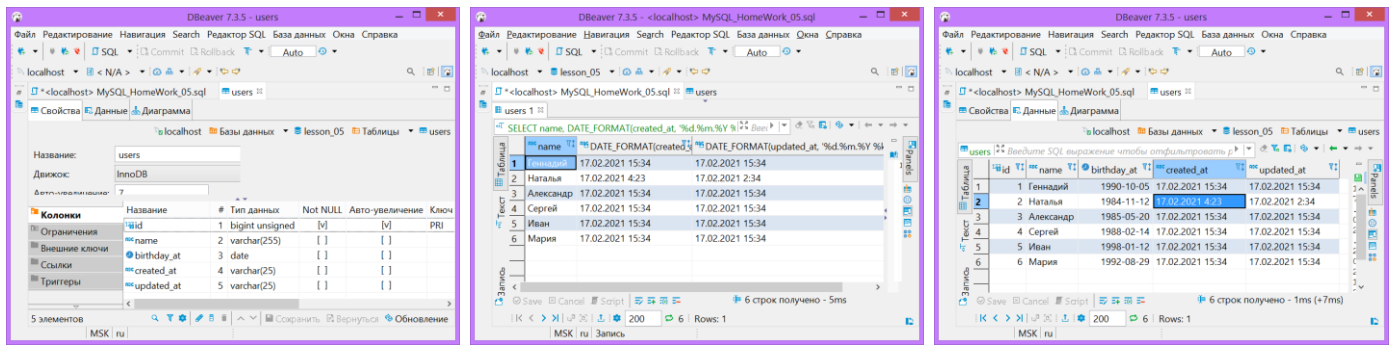 DBeaver 7.3.5 - users
Файл Редактирование Навигация Search Редактор SQL База данных Окна Справка
SQL Commit Rollback T Auto
localhost < N/A >
*<localhost> MySQL_HomeWork_05.sql users
Свойства Данные Диаграмма
localhost Базы данных lesson_05 Таблицы users
Название: users
Движок: InnoDB
Авто-увеличение: 7
Колонки
Ограничения
Внешние ключи
Ссылки
Триггеры
Название # Тип данных Not NULL Авто-увеличение Ключ
id 1 bigint unsigned [v] [v] PRI
name 2 varchar(255) [ ] [ ]
birthday_at 3 date [ ] [ ]
created_at 4 varchar(25) [ ] [ ]
updated_at 5 varchar(25) [ ] [ ]
5 элементов Сохранить Вернуться Обновление
MSK ru
DBeaver 7.3.5 - <localhost> MySQL_HomeWork_05.sql
Файл Редактирование Навигация Search Редактор SQL База данных Окна Справка
SQL Commit Rollback T Auto
localhost lesson_05
*<localhost> MySQL_HomeWork_05.sql users
users 1
SELECT name, DATE_FORMAT(created_at, '%d.%m.%Y %
Таблица
Текст
Запись
Panels
name DATE_FORMAT(created_ DATE_FORMAT(updated_at, '%d.%m.%Y %
1 Геннадий 17.02.2021 15:34 17.02.2021 15:34
2 Наталья 17.02.2021 4:23 17.02.2021 2:34
3 Александр 17.02.2021 15:34 17.02.2021 15:34
4 Сергей 17.02.2021 15:34 17.02.2021 15:34
5 Иван 17.02.2021 15:34 17.02.2021 15:34
6 Мария 17.02.2021 15:34 17.02.2021 15:34
Save Cancel Script 6 строк получено - 5ms
200 6 Rows: 1
MSK ru Запись
DBeaver 7.3.5 - users
Файл Редактирование Навигация Search Редактор SQL База данных Окна Справка
SQL Commit Rollback T Auto
localhost < N/A >
*<localhost> MySQL_HomeWork_05.sql users
Свойства Данные Диаграмма
localhost Базы данных lesson_05 Таблицы users
users Введите SQL выражение чтобы отфильтровать р
Таблица
Текст
Запись
Panels
id name birthday_at created_at updated_at
1 1 Геннадий 1990-10-05 17.02.2021 15:34 17.02.2021 15:34
2 2 Наталья 1984-11-12 17.02.2021 4:23 17.02.2021 2:34
3 3 Александр 1985-05-20 17.02.2021 15:34 17.02.2021 15:34
4 4 Сергей 1988-02-14 17.02.2021 15:34 17.02.2021 15:34
5 5 Иван 1998-01-12 17.02.2021 15:34 17.02.2021 15:34
6 6 Мария 1992-08-29 17.02.2021 15:34 17.02.2021 15:34
Save Cancel Script 6 строк получено - 1ms (+7ms)
200 6 Rows: 1
MSK ru